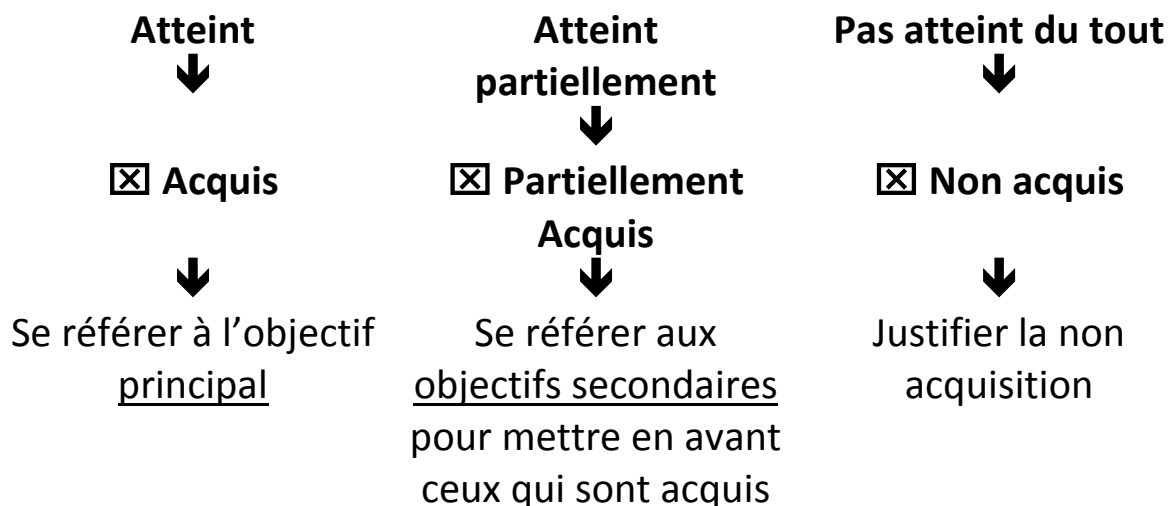 Atteint
🡻
☒ Acquis
🡻
Se référer à l’objectif
principal
Atteint
partiellement
🡻
☒ Partiellement
Acquis
🡻
Se référer aux
objectifs secondaires
pour mettre en avant
ceux qui sont acquis
Pas atteint du tout
🡻
☒ Non acquis
🡻
Justifier la non
acquisition